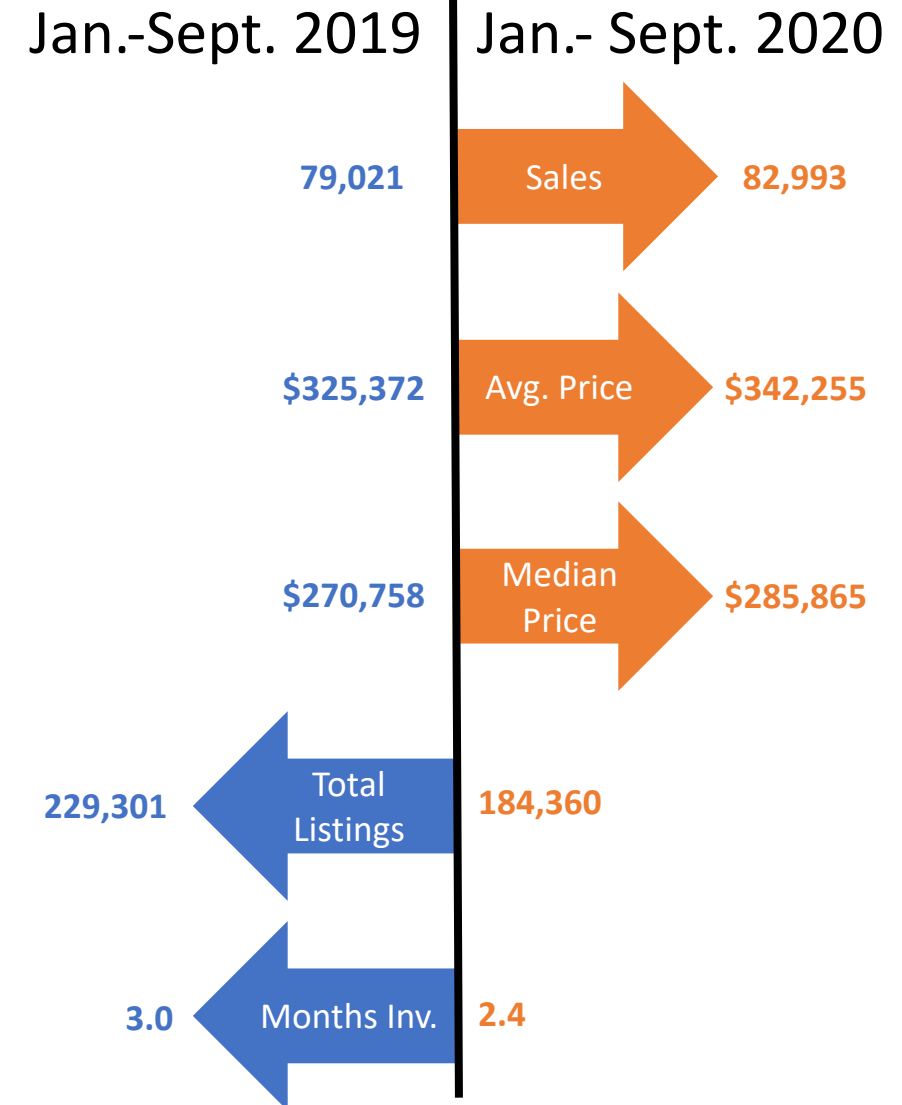 Jan.-Sept. 2019
Jan.- Sept. 2020
79,021
Sales
82,993
$325,372
Avg. Price
$342,255
$270,758
Median
Price
$285,865
229,301
Total
Listings
184,360
3.0
Months Inv.
2.4